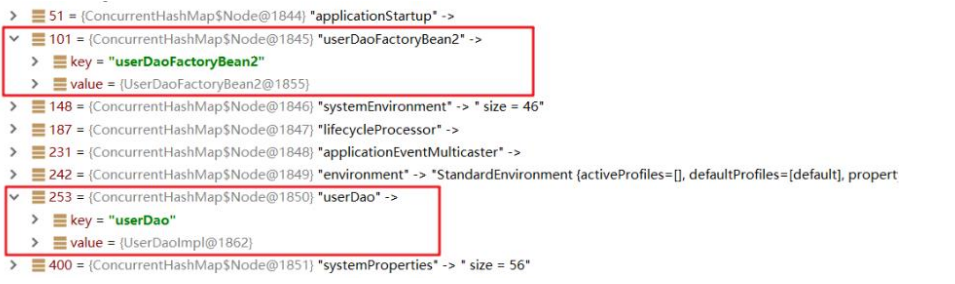 51 = {ConcurrentHashMap$Node@1844} "applicationStartup" ->
101 = {ConcurrentHashMap$Node@1845} "userDaoFactoryBean2" ->
key = "userDaoFactoryBean2"
value = {UserDaoFactoryBean2@1855}
148 = {ConcurrentHashMap$Node@1846} "systemEnvironment" -> " size = 46"
187 = {ConcurrentHashMap$Node@1847} "lifecycleProcessor" ->
231 = {ConcurrentHashMap$Node@1848} "applicationEventMulticaster" ->
242 = {ConcurrentHashMap$Node@1849} "environment" -> "StandardEnvironment {activeProfiles=[], defaultProfiles=[default], propert
253 = {ConcurrentHashMap$Node@1850} "userDao" ->
key = "userDao"
value = {UserDaoImpl@1862}
400 = {ConcurrentHashMap$Node@1851} "systemProperties" -> " size = 56"